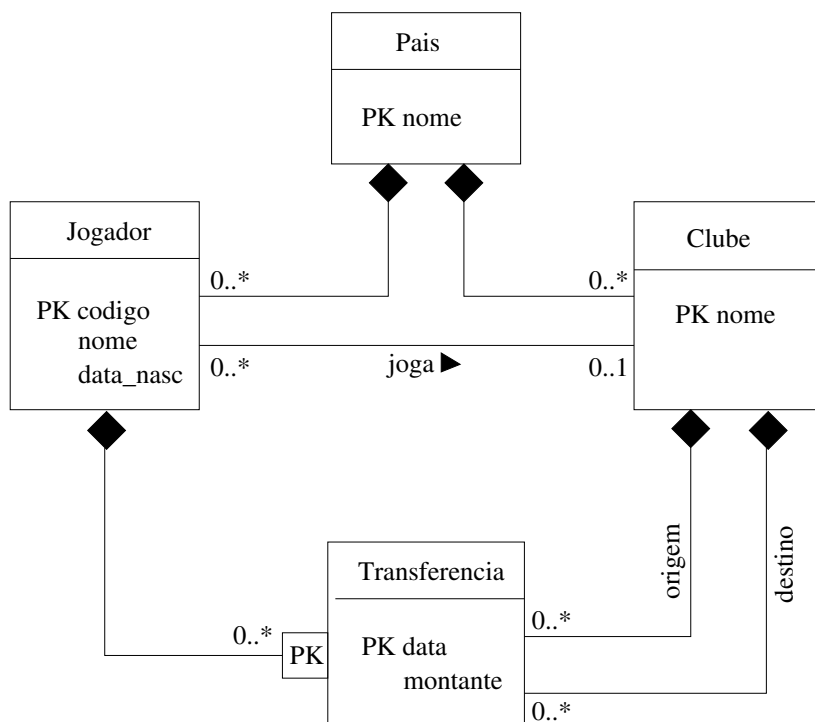 Pais
PK nome
Jogador
PK codigo
nome
data_nasc
Clube
PK nome
0..*
0..*
0..*
joga
0..1
origem
destino
Transferencia
PK data
montante
0..*
PK
0..*
0..*